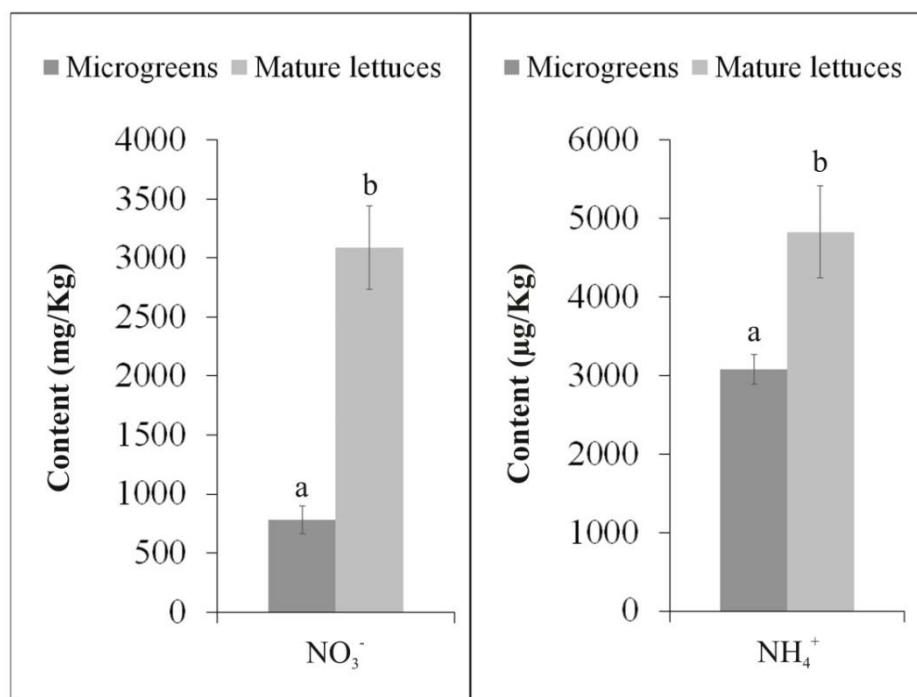 Microgreens Mature lettuces
Content (mg/Kg)
4000
3500
3000
2500
2000
1500
1000
500
0
a
b
NO₃⁻
Microgreens Mature lettuces
Content (µg/Kg)
6000
5000
4000
3000
2000
1000
0
a
b
NH₄⁺